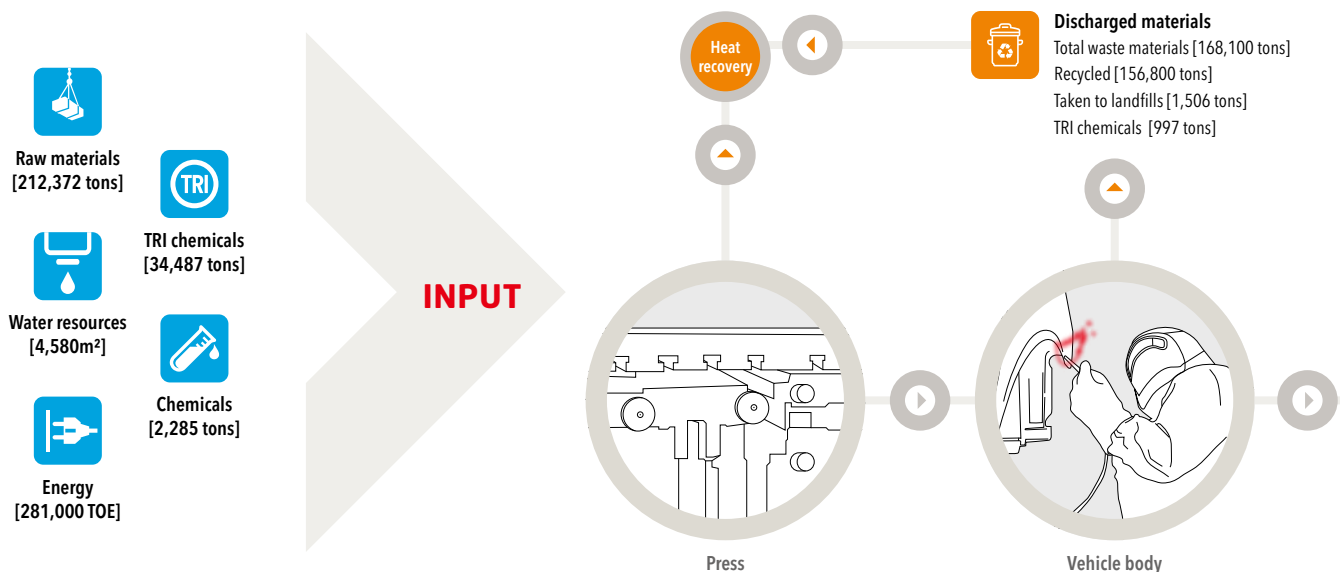 Raw materials
[212,372 tons]
TRI
TRI chemicals
[34,487 tons]
Water resources
[4,580m²]
Chemicals
[2,285 tons]
Energy
[281,000 TOE]
INPUT
Heat
recovery
Discharged materials
Total waste materials [168,100 tons]
Recycled [156,800 tons]
Taken to landfills [1,506 tons]
TRI chemicals [997 tons]
Press
Vehicle body